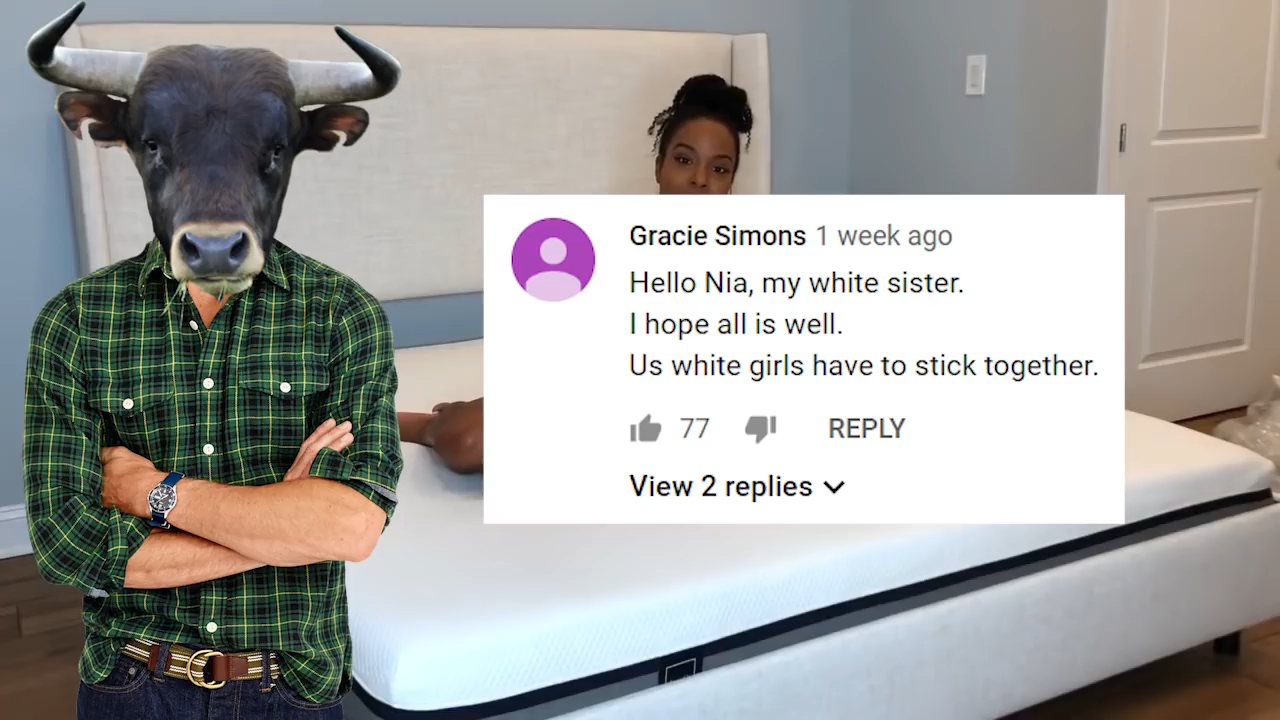 Gracie Simons 1 week ago
Hello Nia, my white sister.
I hope all is well.
Us white girls have to stick together.
77
REPLY
View 2 replies